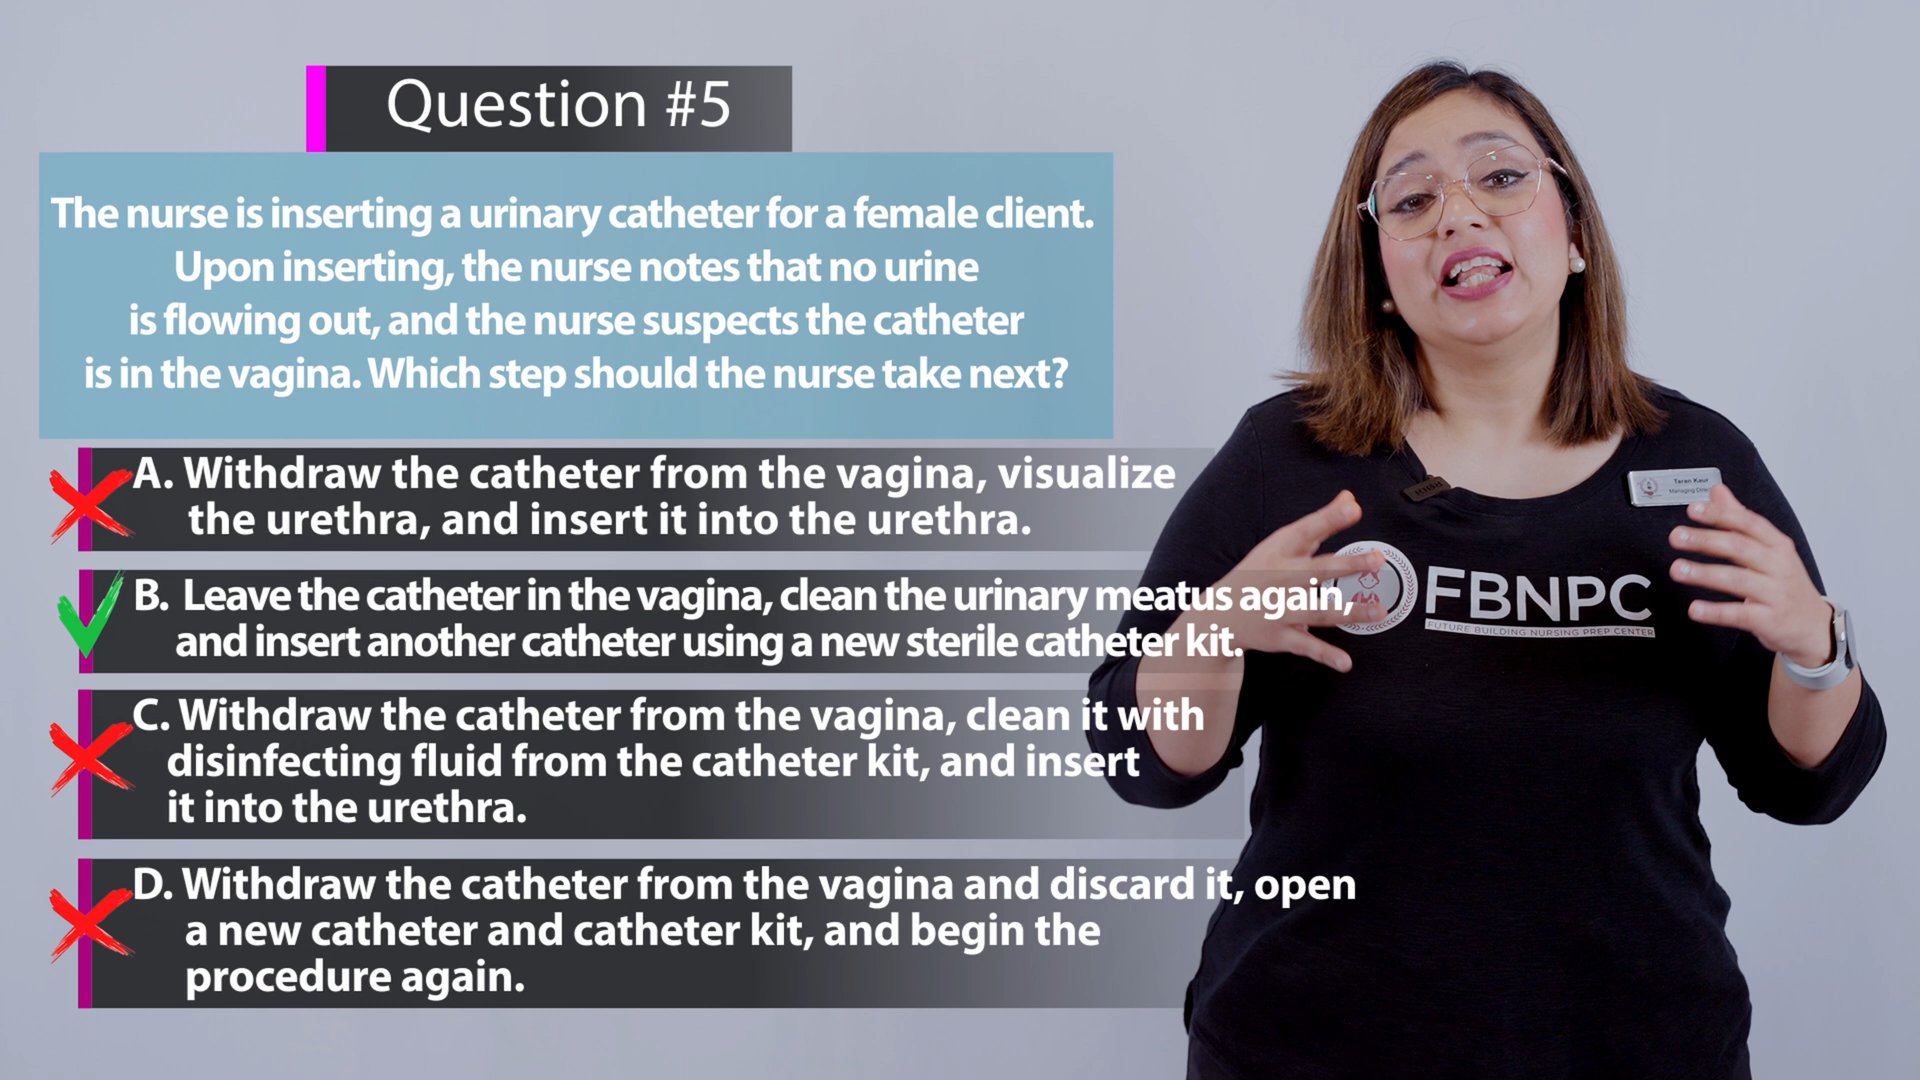 Question #5
The nurse is inserting a urinary catheter for a female client.
Upon inserting, the nurse notes that no urine
is flowing out, and the nurse suspects the catheter
is in the vagina. Which step should the nurse take next?
A. Withdraw the catheter from the vagina, visualize
the urethra, and insert it into the urethra.
B. Leave the catheter in the vagina, clean the urinary meatus again,
and insert another catheter using a new sterile catheter kit.
C. Withdraw the catheter from the vagina, clean it with
disinfecting fluid from the catheter kit, and insert
it into the urethra.
D. Withdraw the catheter from the vagina and discard it, open
a new catheter and catheter kit, and begin the
procedure again.
Taran Kaur
Managing
FBNPC
FUTURE BUILDING NURSING PREP CENTER